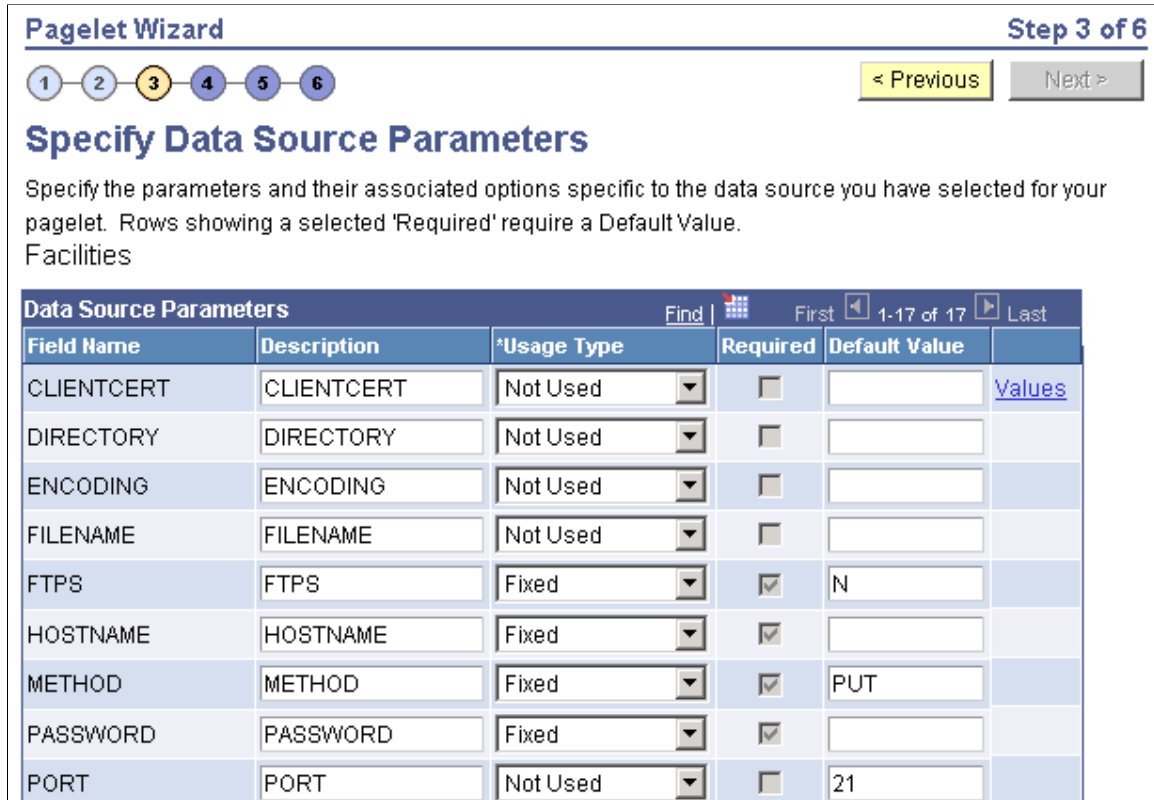 Pagelet Wizard Step 3 of 6
1 2 3 4 5 6 < Previous Next >
Specify Data Source Parameters
Specify the parameters and their associated options specific to the data source you have selected for your
pagelet. Rows showing a selected 'Required' require a Default Value.
Facilities
Data Source Parameters Find | First 1-17 of 17 Last
Field Name Description *Usage Type Required Default Value
CLIENTCERT CLIENTCERT Not Used Values
DIRECTORY DIRECTORY Not Used
ENCODING ENCODING Not Used
FILENAME FILENAME Not Used
FTPS FTPS Fixed N
HOSTNAME HOSTNAME Fixed
METHOD METHOD Fixed PUT
PASSWORD PASSWORD Fixed
PORT PORT Not Used 21